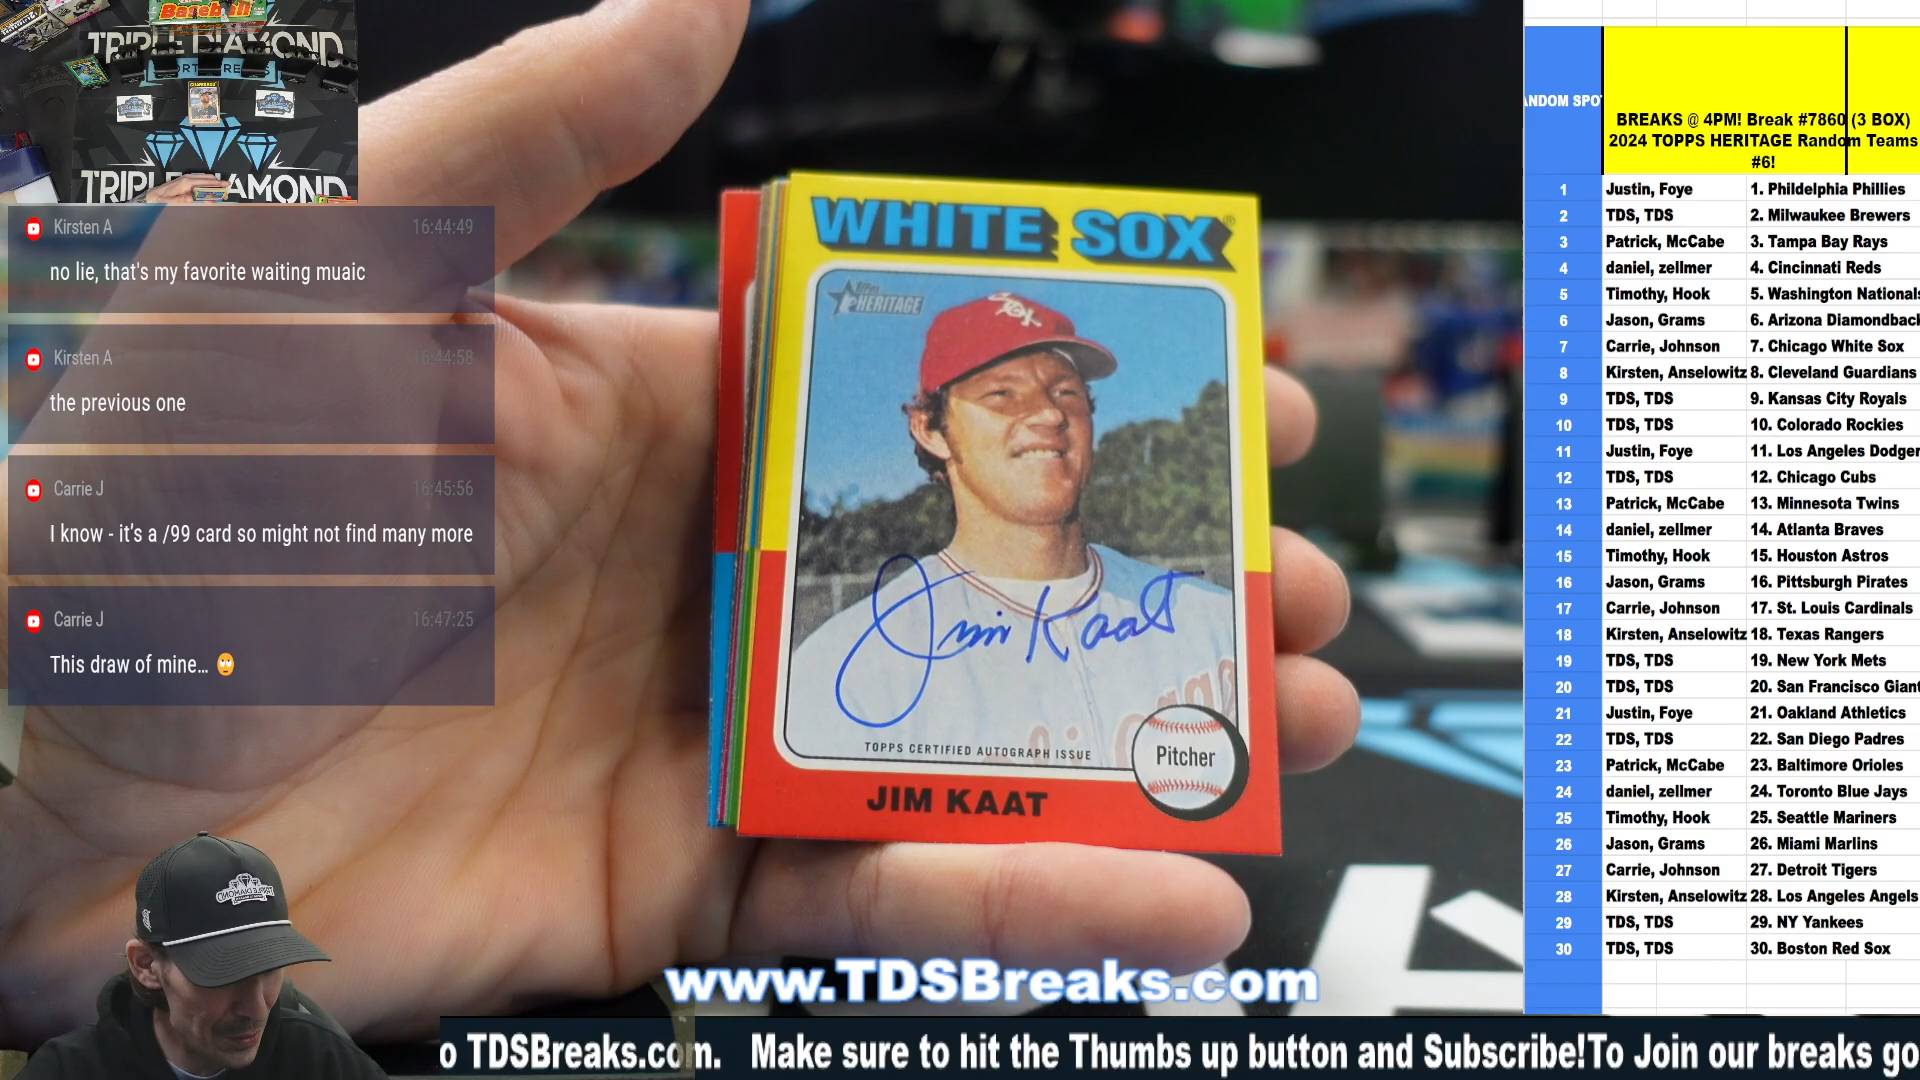 Baseball
TRIPLE DIAMOND
TRIPLE DIAMOND
Kirsten A 16:44:49
no lie, that's my favorite waiting muaic
Kirsten A 16:44:58
the previous one
Carrie J 16:45:56
I know - it's a /99 card so might not find many more
Carrie J 16:47:25
This draw of mine... 🙄
WHITE SOX®
Topps HERITAGE
Jim Kaat
TOPPS CERTIFIED AUTOGRAPH ISSUE
Pitcher
JIM KAAT
www.TDSBreaks.com
o TDSBreaks.com. Make sure to hit the Thumbs up button and Subscribe!To Join our breaks go
ANDOM SPO
BREAKS @ 4PM! Break #7860 (3 BOX)
2024 TOPPS HERITAGE Random Teams
#6!
1 Justin, Foye 1. Phildelphia Phillies
2 TDS, TDS 2. Milwaukee Brewers
3 Patrick, McCabe 3. Tampa Bay Rays
4 daniel, zellmer 4. Cincinnati Reds
5 Timothy, Hook 5. Washington Nationals
6 Jason, Grams 6. Arizona Diamondback
7 Carrie, Johnson 7. Chicago White Sox
8 Kirsten, Anselowitz 8. Cleveland Guardians
9 TDS, TDS 9. Kansas City Royals
10 TDS, TDS 10. Colorado Rockies
11 Justin, Foye 11. Los Angeles Dodger
12 TDS, TDS 12. Chicago Cubs
13 Patrick, McCabe 13. Minnesota Twins
14 daniel, zellmer 14. Atlanta Braves
15 Timothy, Hook 15. Houston Astros
16 Jason, Grams 16. Pittsburgh Pirates
17 Carrie, Johnson 17. St. Louis Cardinals
18 Kirsten, Anselowitz 18. Texas Rangers
19 TDS, TDS 19. New York Mets
20 TDS, TDS 20. San Francisco Giant
21 Justin, Foye 21. Oakland Athletics
22 TDS, TDS 22. San Diego Padres
23 Patrick, McCabe 23. Baltimore Orioles
24 daniel, zellmer 24. Toronto Blue Jays
25 Timothy, Hook 25. Seattle Mariners
26 Jason, Grams 26. Miami Marlins
27 Carrie, Johnson 27. Detroit Tigers
28 Kirsten, Anselowitz 28. Los Angeles Angels
29 TDS, TDS 29. NY Yankees
30 TDS, TDS 30. Boston Red Sox